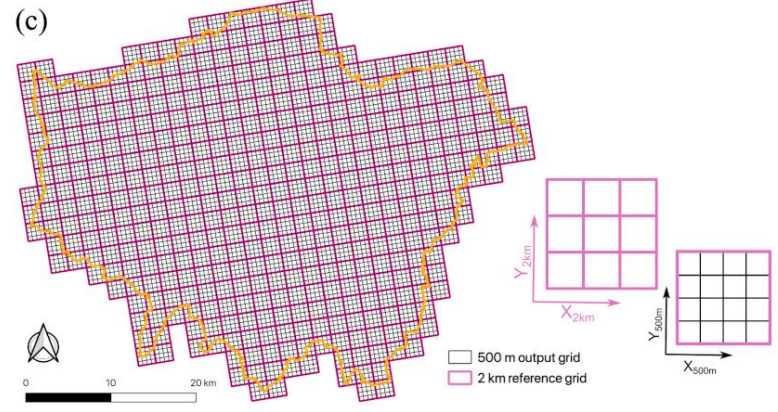 (c)
Y2km
X2km
Y500m
X500m
500 m output grid
2 km reference grid
0 10 20 km